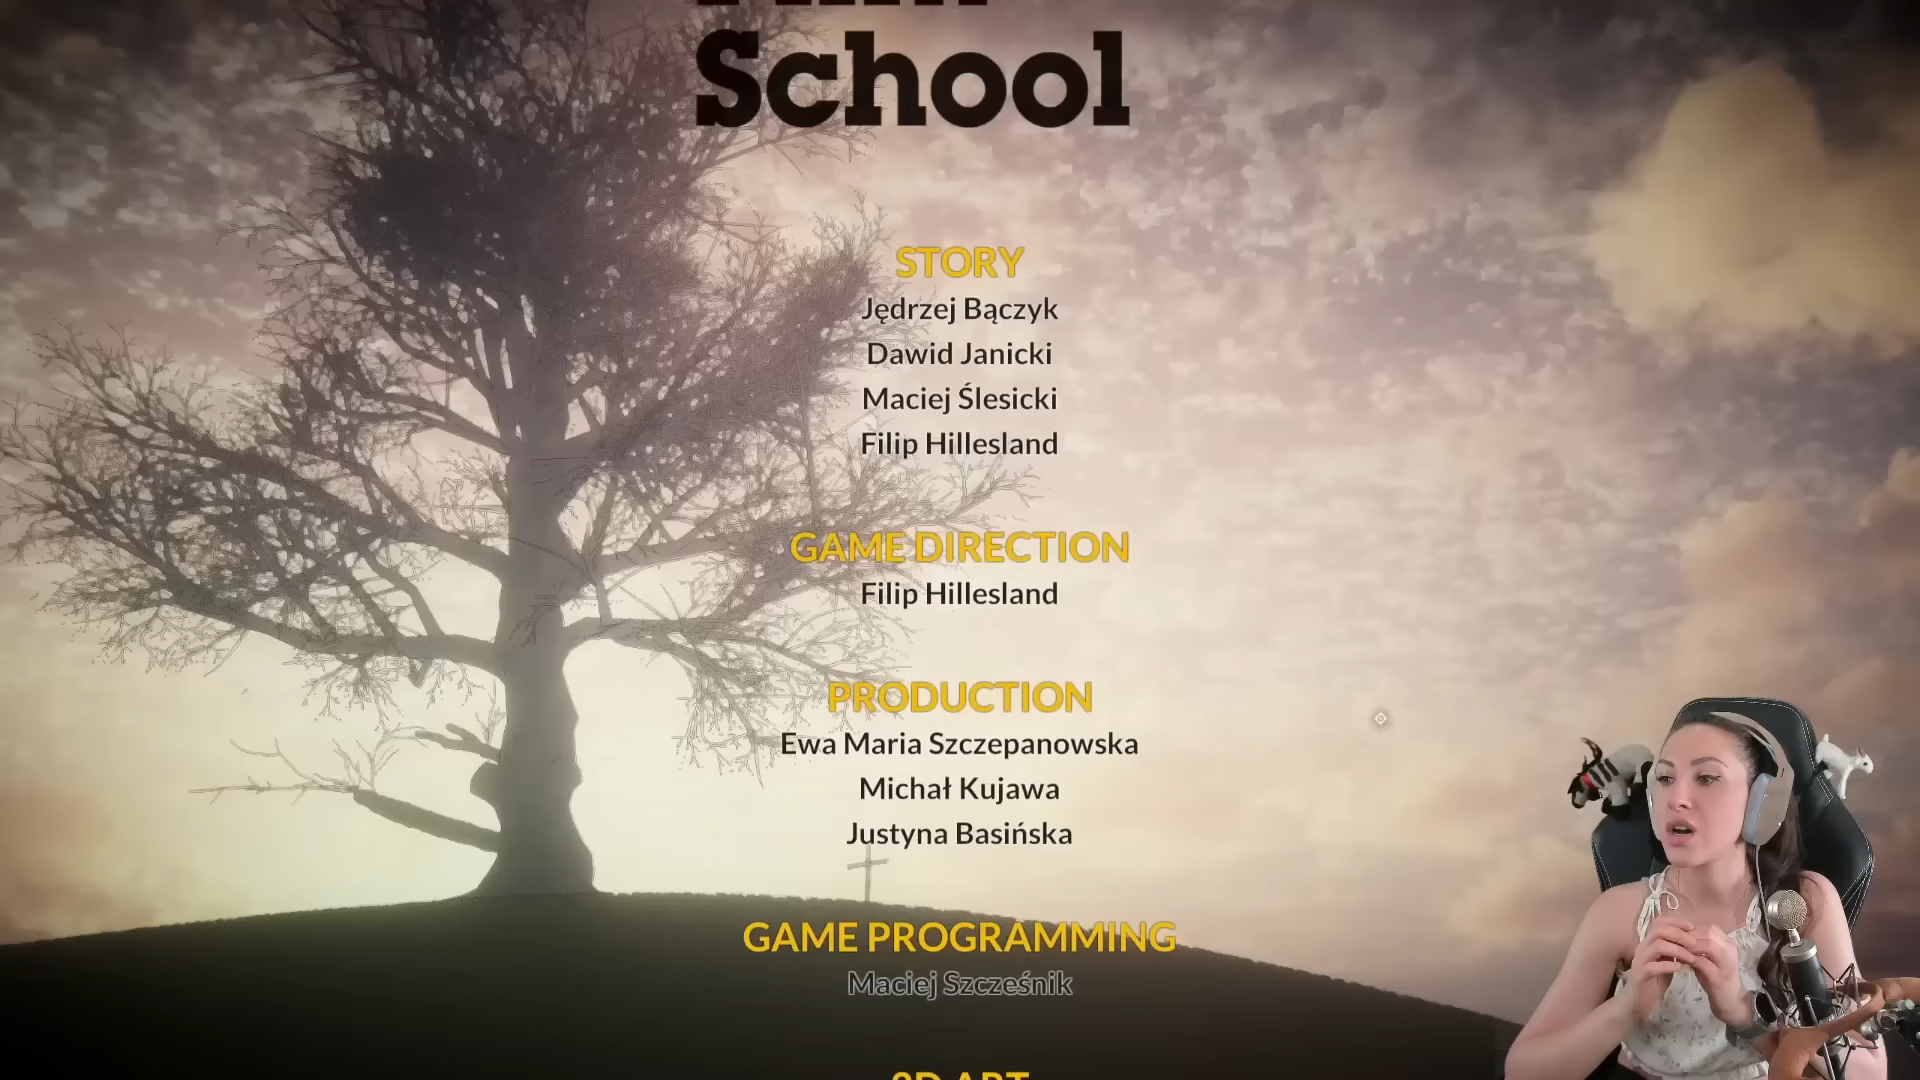 School
STORY
Jędrzej Bączyk
Dawid Janicki
Maciej Ślesicki
Filip Hillesland
GAME DIRECTION
Filip Hillesland
PRODUCTION
Ewa Maria Szczepanowska
Michał Kujawa
Justyna Basińska
GAME PROGRAMMING
Maciej Szcześnik